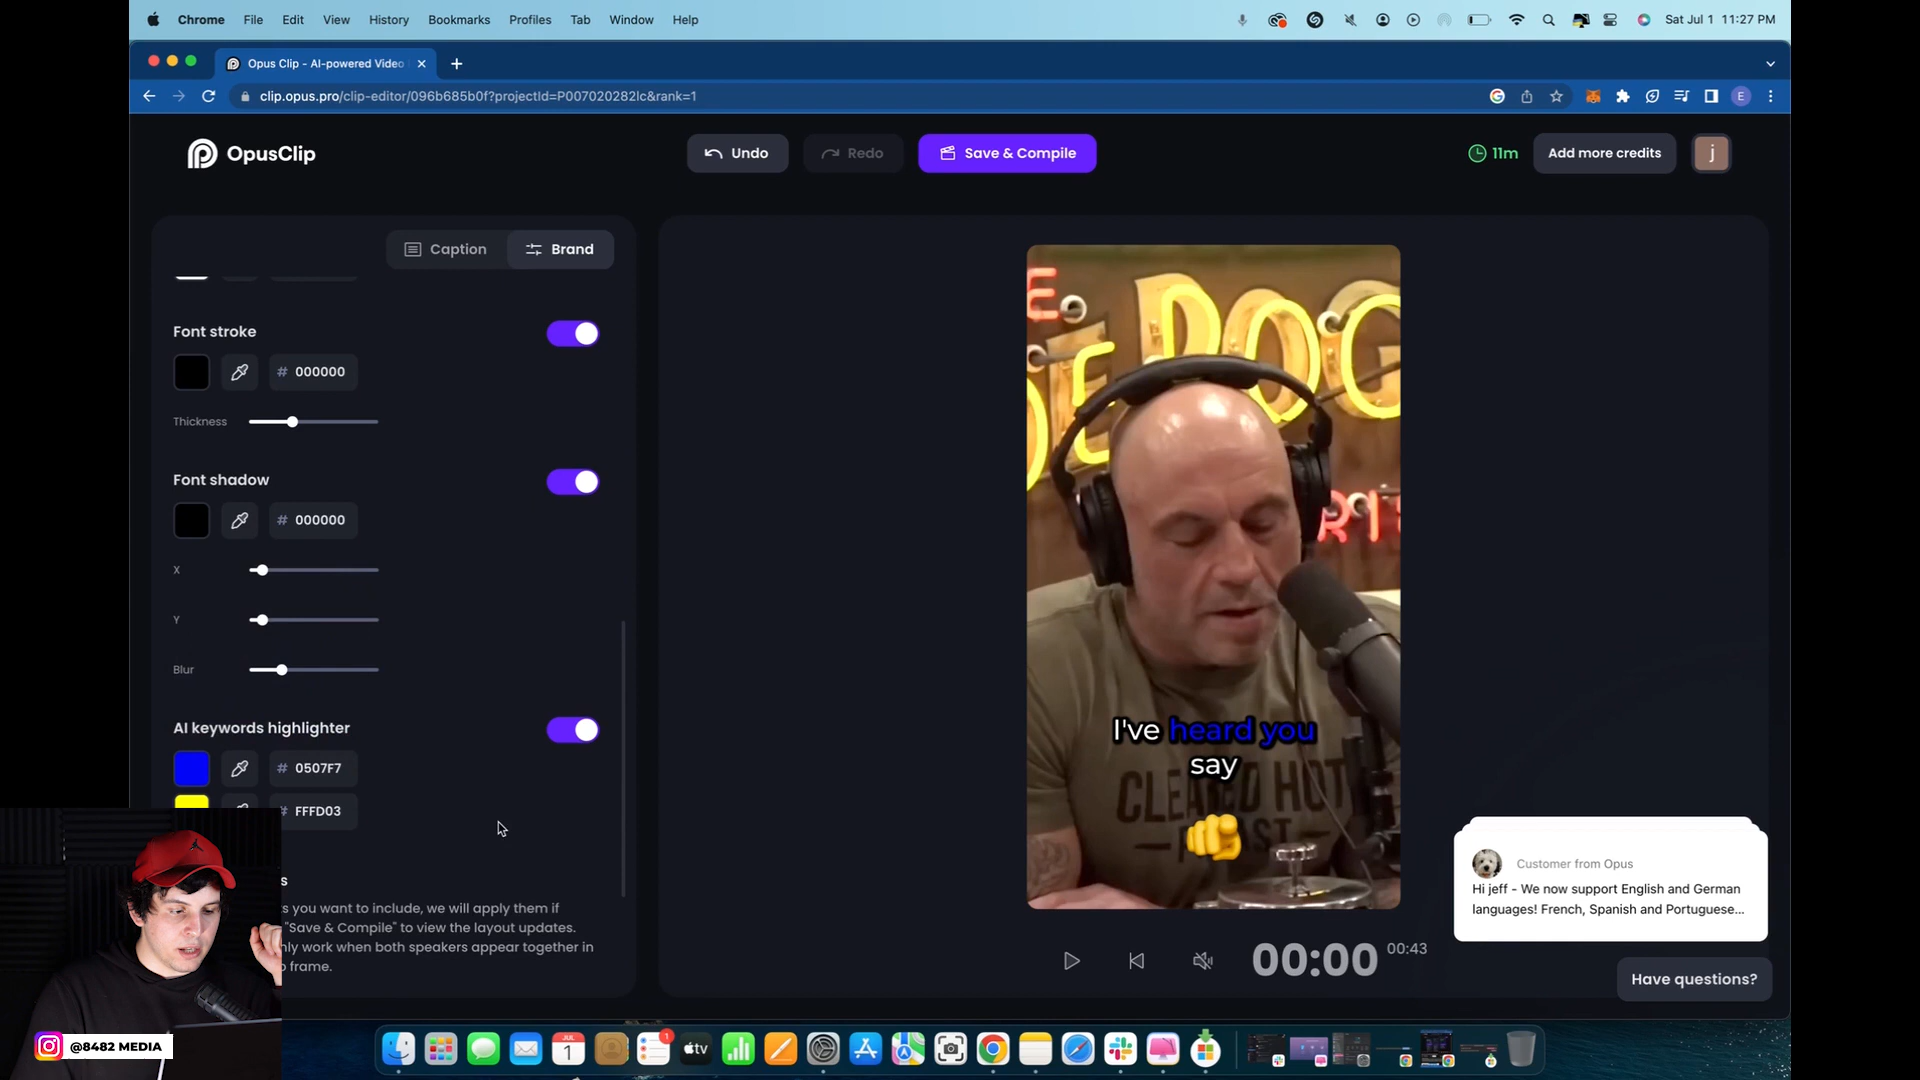 Chrome File Edit View History Bookmarks Profiles Tab Window Help
Sat Jul 1 11:27 PM
Opus Clip - AI-powered Video
clip.opus.pro/clip-editor/096b685b0f?projectId=P007020282lc&rank=1
E
OpusClip
Undo
Redo
Save & Compile
11m
Add more credits
j
Caption
Brand
Font stroke
# 000000
Thickness
Font shadow
# 000000
X
Y
Blur
AI keywords highlighter
# 0507F7
# FFFD03
s you want to include, we will apply them if
"Save & Compile" to view the layout updates.
work when both speakers appear together in
frame.
I've heard you
say
00:00
00:43
Customer from Opus
Hi jeff - We now support English and German
languages! French, Spanish and Portuguese...
Have questions?
@8482 MEDIA
JUL
1
1
tv